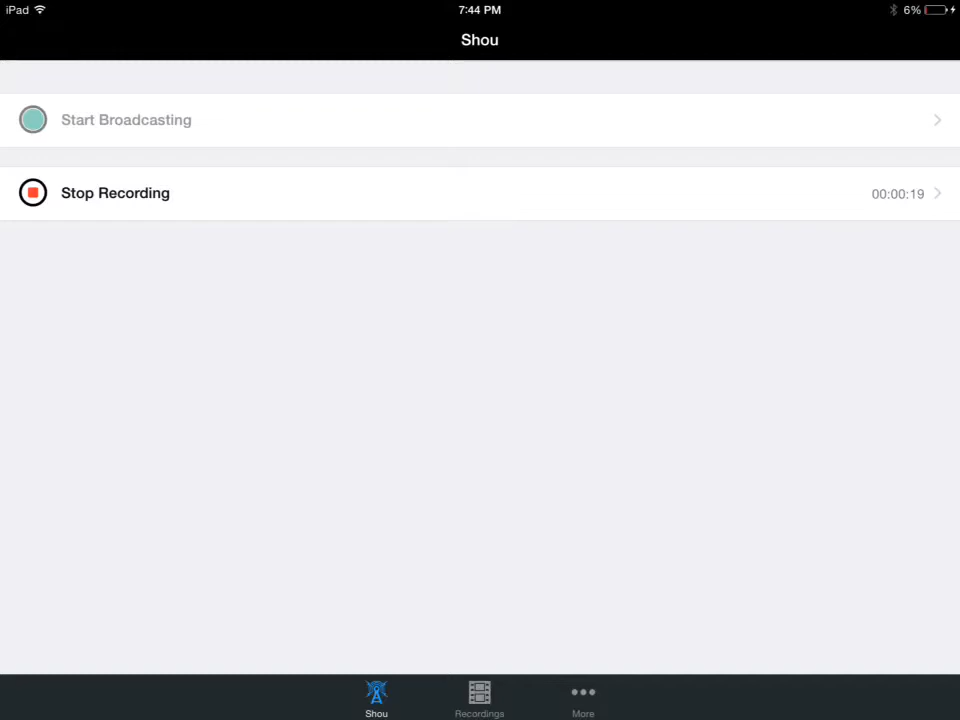 iPad 7:44 PM 6%
Shou
Start Broadcasting
Stop Recording 00:00:19
Shou Recordings More